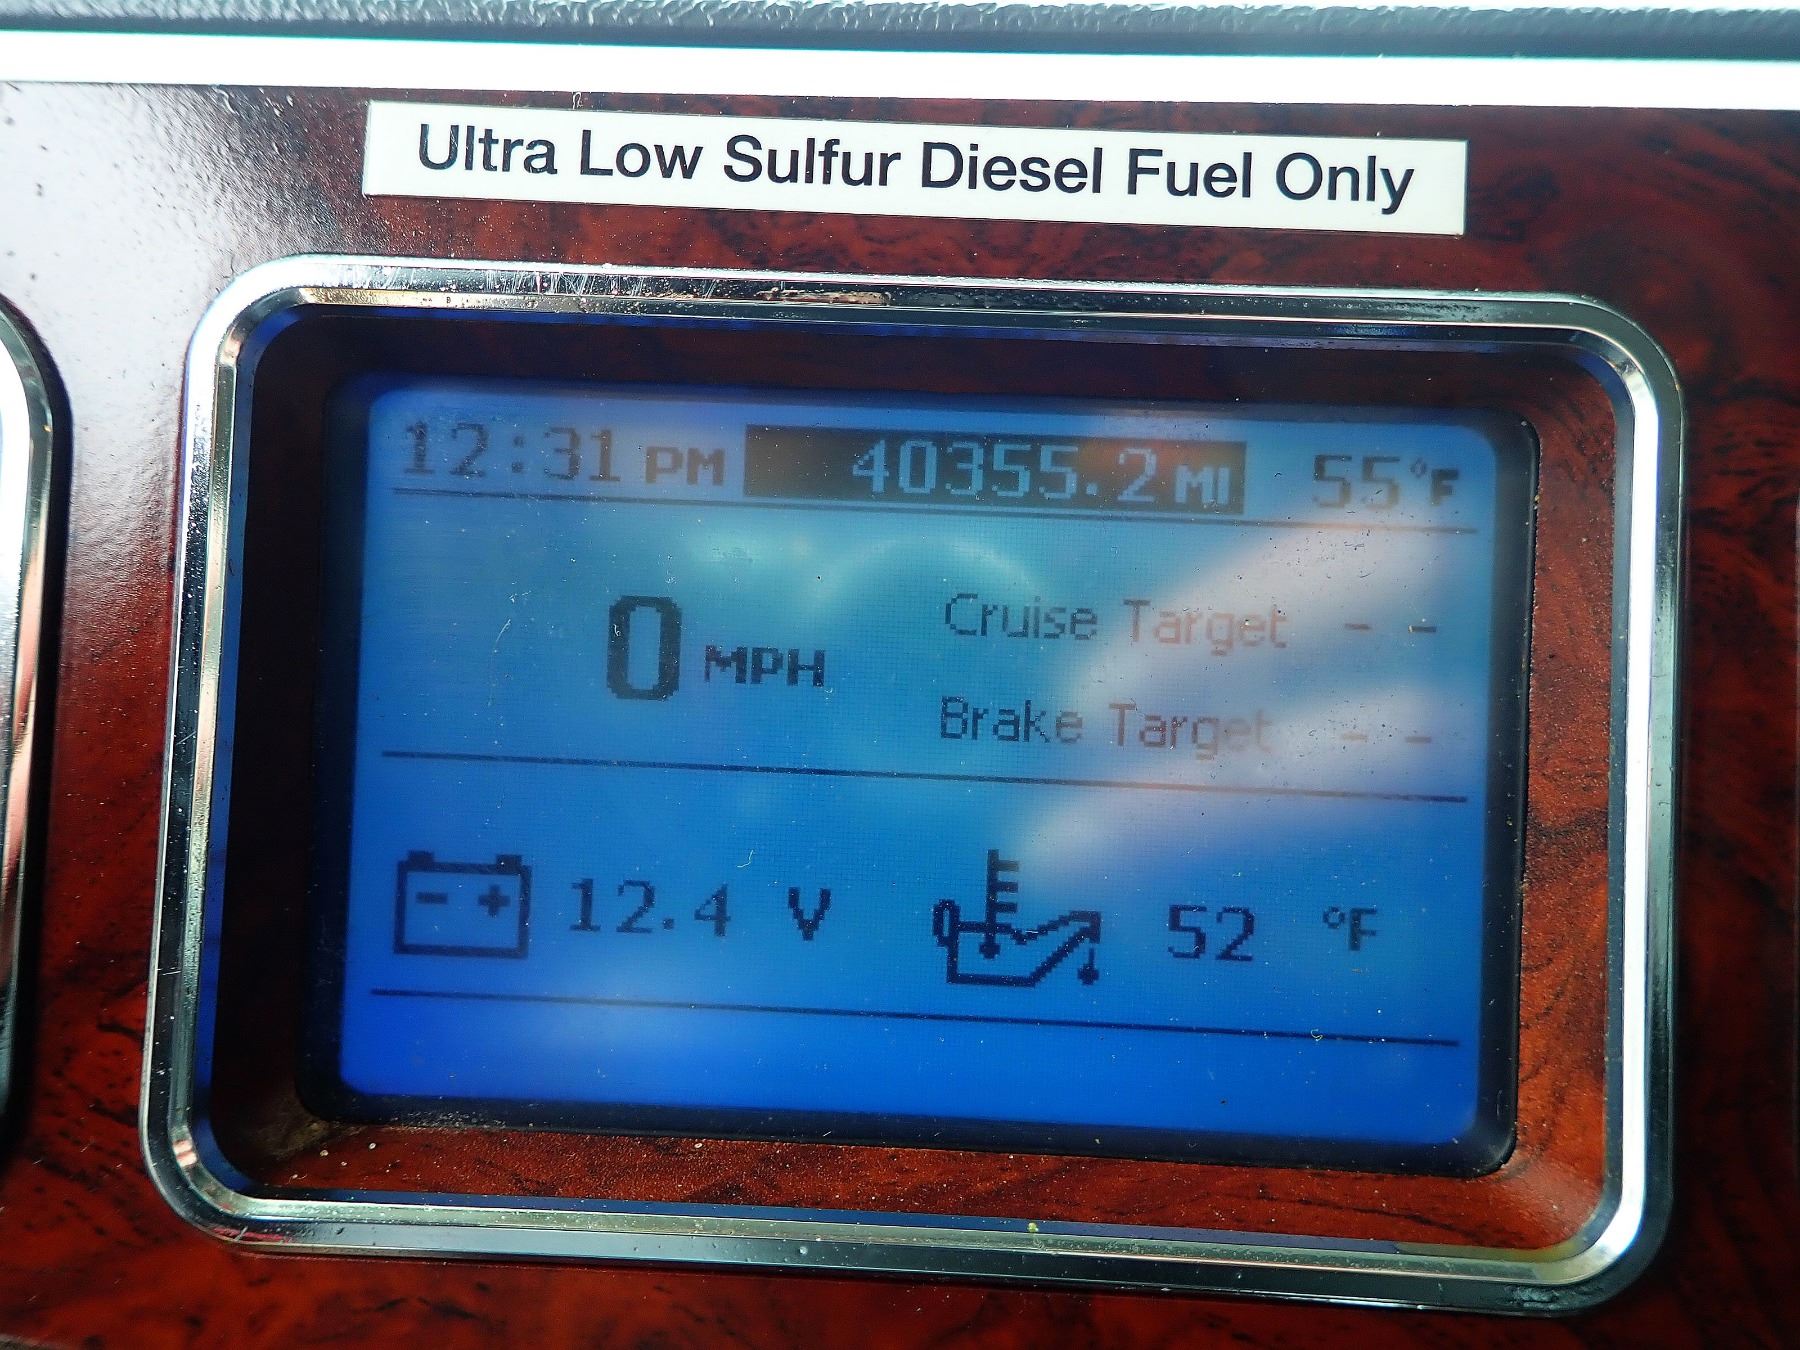 Ultra Low Sulfur Diesel Fuel Only
12:31 PM 40355.2 MI 55°F
0 MPH
Cruise Target - -
Brake Target - -
12.4 V 52 °F